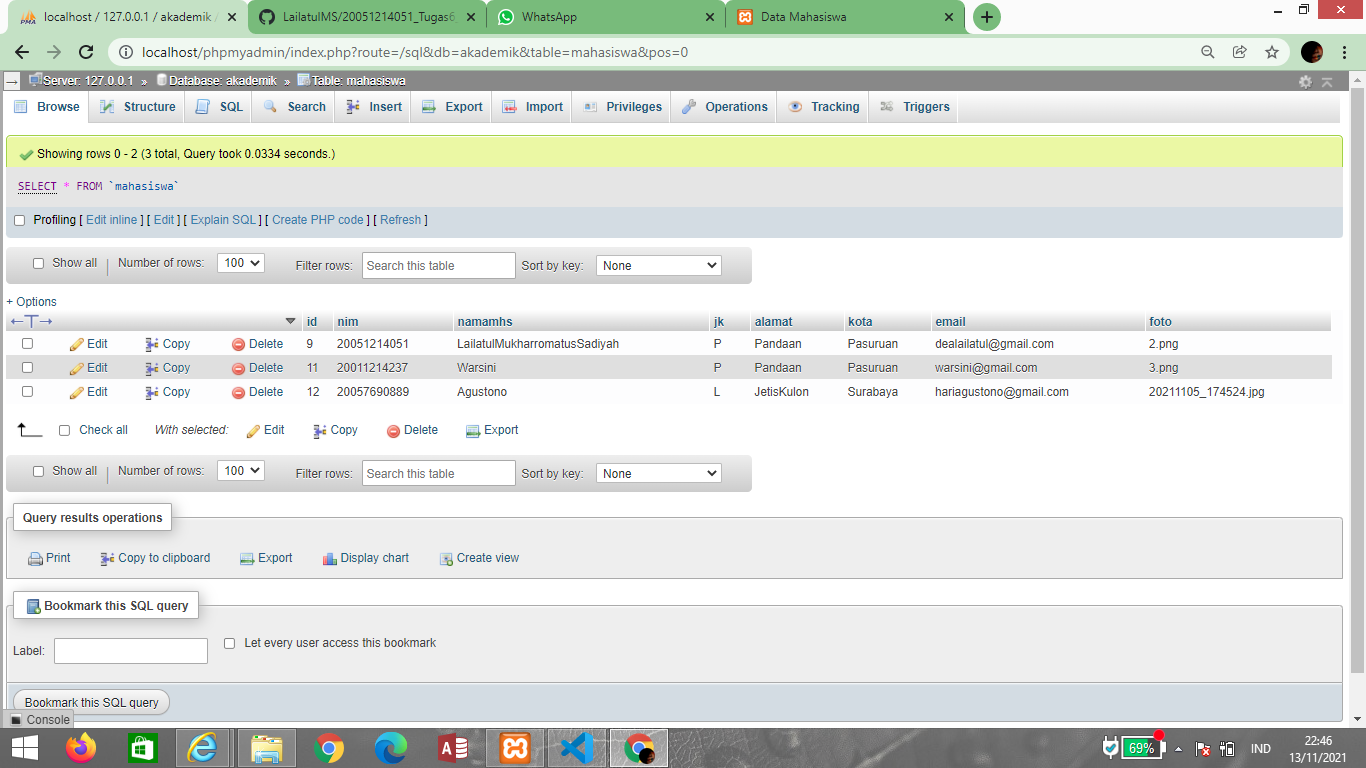 localhost / 127.0.0.1 / akademik /
LailatulMS/20051214051_Tugas6
WhatsApp
Data Mahasiswa
localhost/phpmyadmin/index.php?route=/sql&db=akademik&table=mahasiswa&pos=0
Server: 127.0.0.1 » Database: akademik » Table: mahasiswa
Browse Structure SQL Search Insert Export Import Privileges Operations Tracking Triggers
Showing rows 0 - 2 (3 total, Query took 0.0334 seconds.)
SELECT * FROM `mahasiswa`
Profiling [ Edit inline ] [ Edit ] [ Explain SQL ] [ Create PHP code ] [ Refresh ]
Show all Number of rows: 100 Filter rows: Search this table Sort by key: None
+ Options
←T→ id nim namamhs jk alamat kota email foto
Edit Copy Delete 9 20051214051 LailatulMukharromatusSadiyah P Pandaan Pasuruan dealailatul@gmail.com 2.png
Edit Copy Delete 11 20011214237 Warsini P Pandaan Pasuruan warsini@gmail.com 3.png
Edit Copy Delete 12 20057690889 Agustono L JetisKulon Surabaya hariagustono@gmail.com 20211105_174524.jpg
Check all With selected: Edit Copy Delete Export
Show all Number of rows: 100 Filter rows: Search this table Sort by key: None
Query results operations
Print Copy to clipboard Export Display chart Create view
Bookmark this SQL query
Label: Let every user access this bookmark
Bookmark this SQL query
Console
69% IND 22:46
13/11/2021